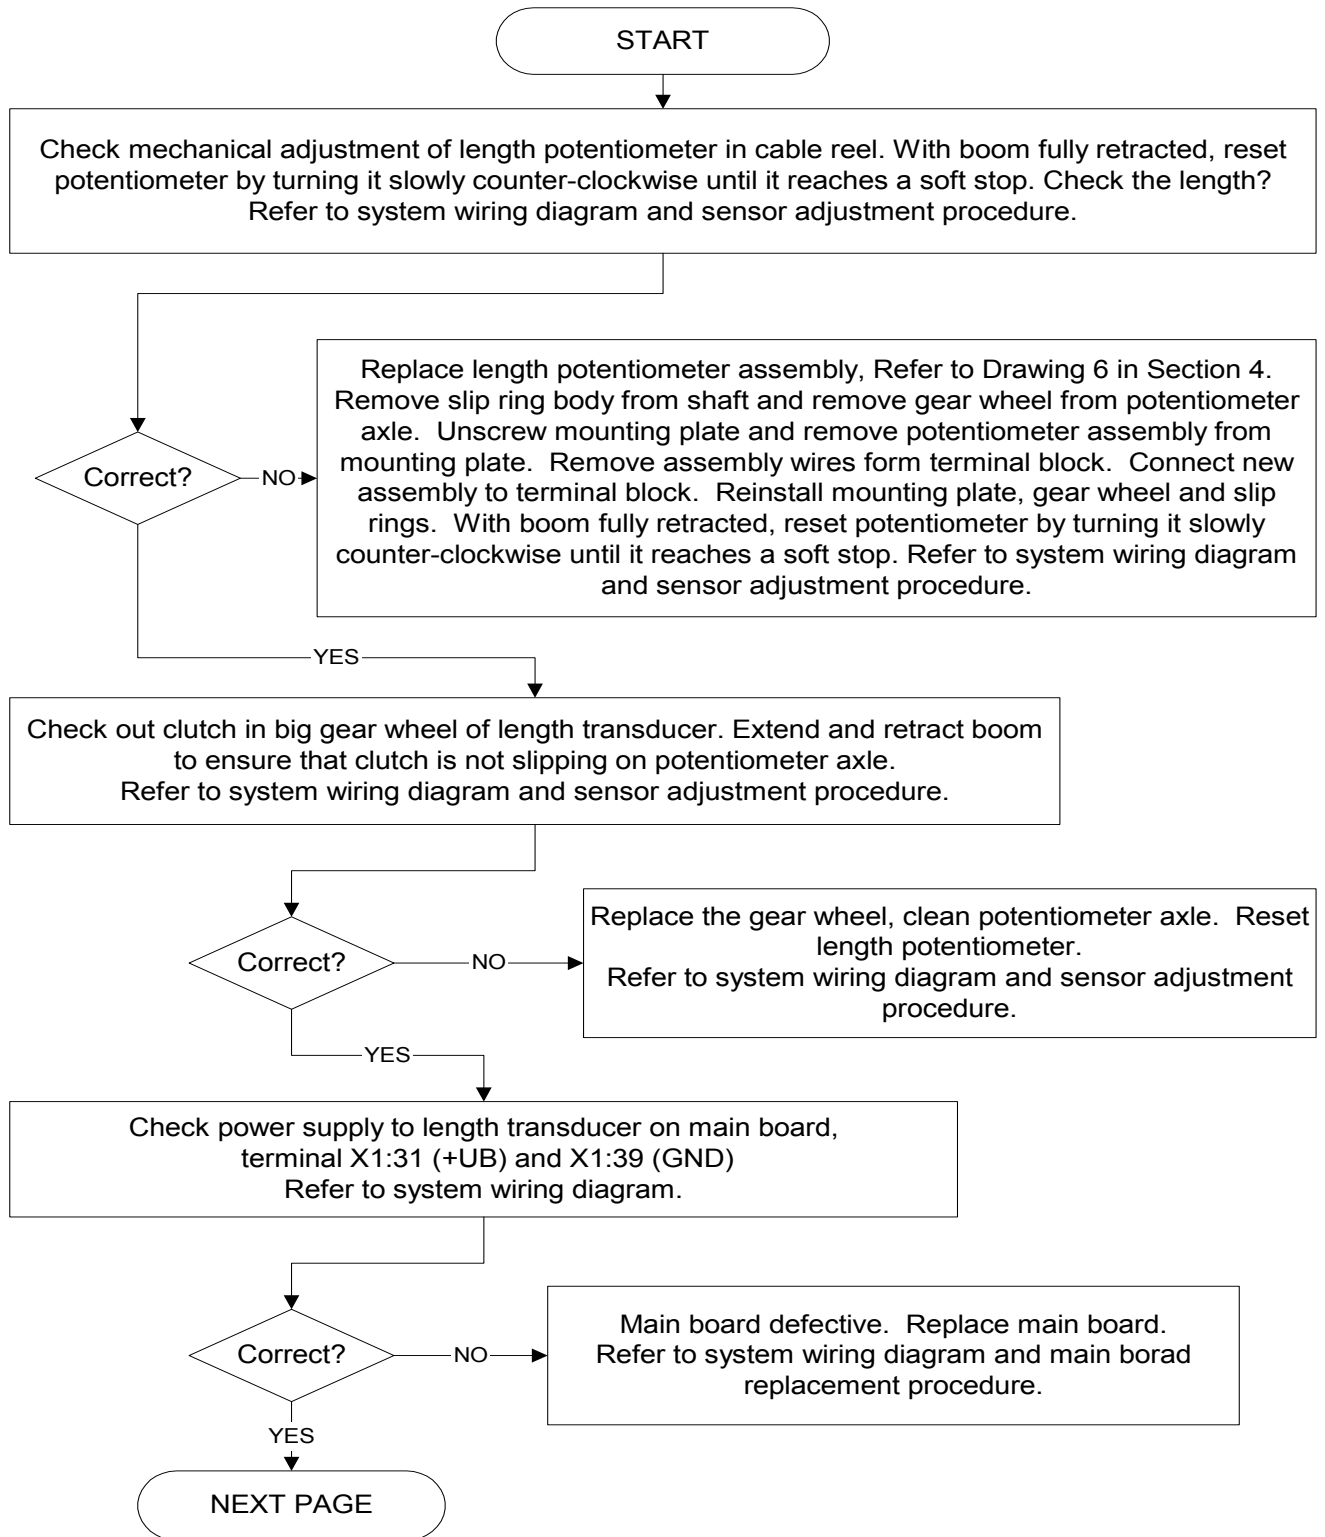 START
Check mechanical adjustment of length potentiometer in cable reel. With boom fully retracted, reset
potentiometer by turning it slowly counter-clockwise until it reaches a soft stop. Check the length?
Refer to system wiring diagram and sensor adjustment procedure.
Replace length potentiometer assembly, Refer to Drawing 6 in Section 4.
Remove slip ring body from shaft and remove gear wheel from potentiometer
axle.  Unscrew mounting plate and remove potentiometer assembly from
mounting plate.  Remove assembly wires form terminal block.  Connect new
assembly to terminal block.  Reinstall mounting plate, gear wheel and slip
rings.  With boom fully retracted, reset potentiometer by turning it slowly
counter-clockwise until it reaches a soft stop. Refer to system wiring diagram
and sensor adjustment procedure.
Correct?
NO
YES
Check out clutch in big gear wheel of length transducer. Extend and retract boom
to ensure that clutch is not slipping on potentiometer axle.
Refer to system wiring diagram and sensor adjustment procedure.
Replace the gear wheel, clean potentiometer axle.  Reset
length potentiometer.
Refer to system wiring diagram and sensor adjustment
procedure.
Correct?
NO
YES
Check power supply to length transducer on main board,
terminal X1:31 (+UB) and X1:39 (GND)
Refer to system wiring diagram.
Main board defective.  Replace main board.
Refer to system wiring diagram and main borad
replacement procedure.
Correct?
NO
YES
NEXT PAGE